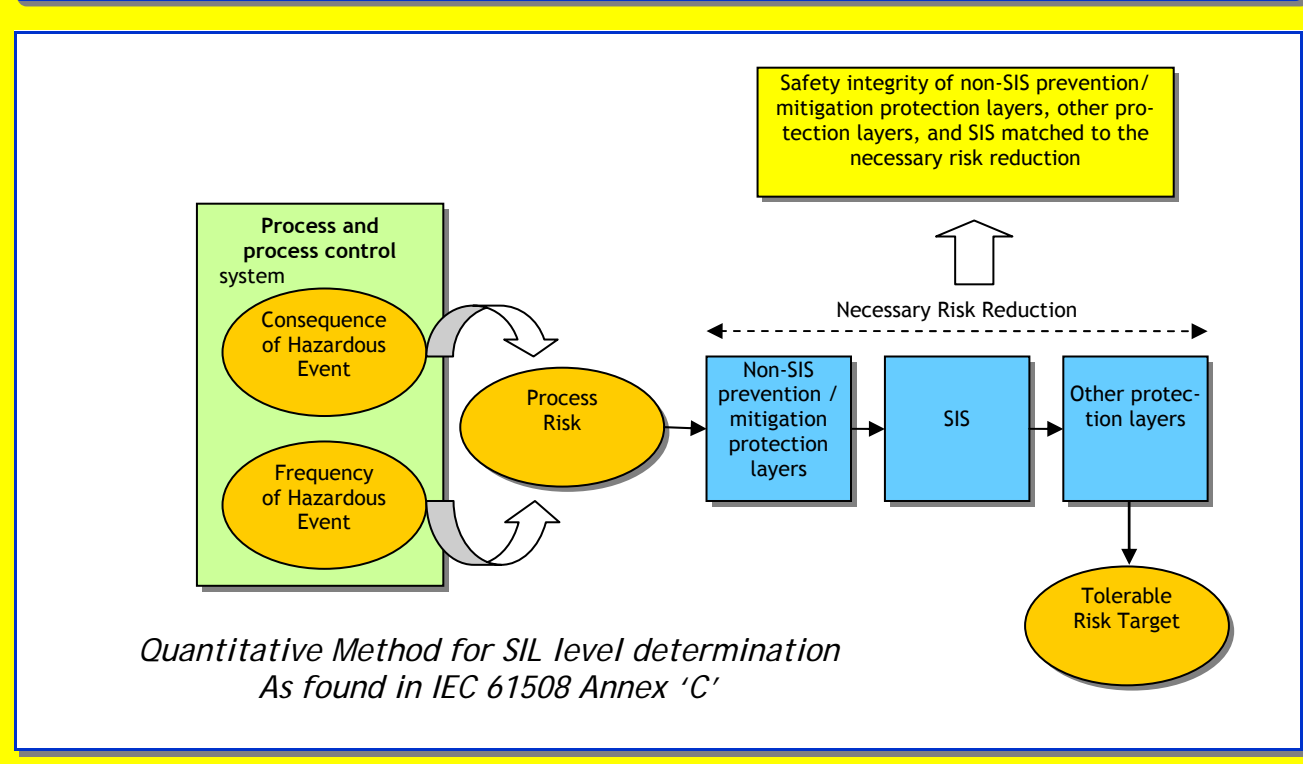 Safety integrity of non-SIS prevention/
mitigation protection layers, other pro-
tection layers, and SIS matched to the
necessary risk reduction
Process and
process control
system
Consequence
of Hazardous
Event
Frequency
of Hazardous
Event
Process
Risk
Necessary Risk Reduction
Non-SIS
prevention /
mitigation
protection
layers
SIS
Other protec-
tion layers
Tolerable
Risk Target
Quantitative Method for SIL level determination
As found in IEC 61508 Annex ‘C’